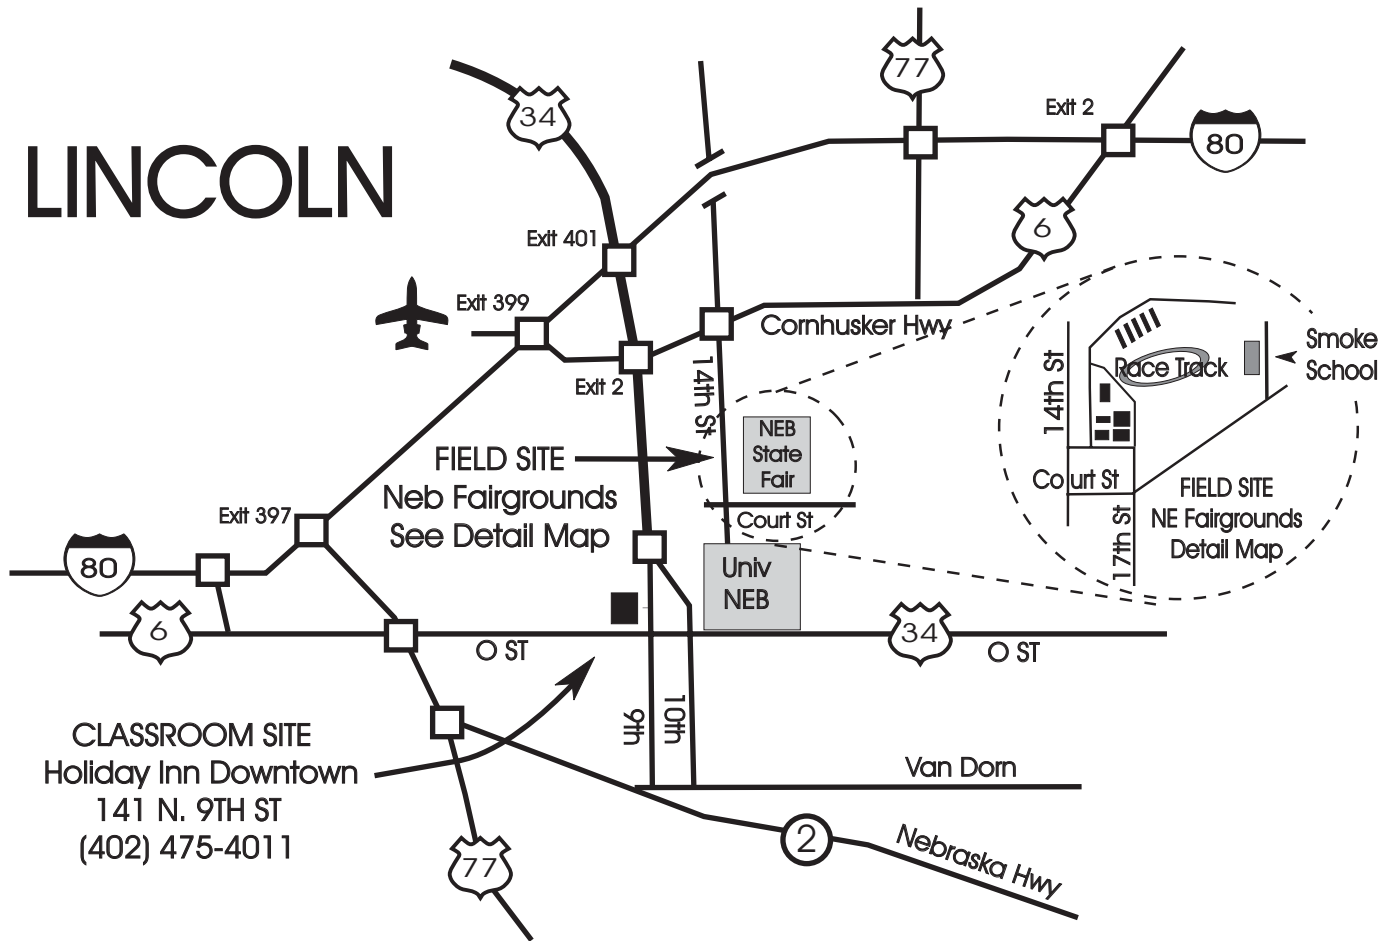 77
34
Exit 2
80
LINCOLN
6
Exit 401
Exit 399
Cornhusker Hwy
Smoke
School
Race Track
14th St
Exit 2
14th St
NEB
State
Fair
FIELD SITE
Neb Fairgrounds
See Detail Map
Court St
Court St
17th St
FIELD SITE
NE Fairgrounds
Detail Map
Exit 397
80
Univ
NEB
6
34
O ST
O ST
9th
10th
CLASSROOM SITE
Holiday Inn Downtown
141 N. 9TH ST
(402) 475-4011
Van Dorn
2
Nebraska Hwy
77